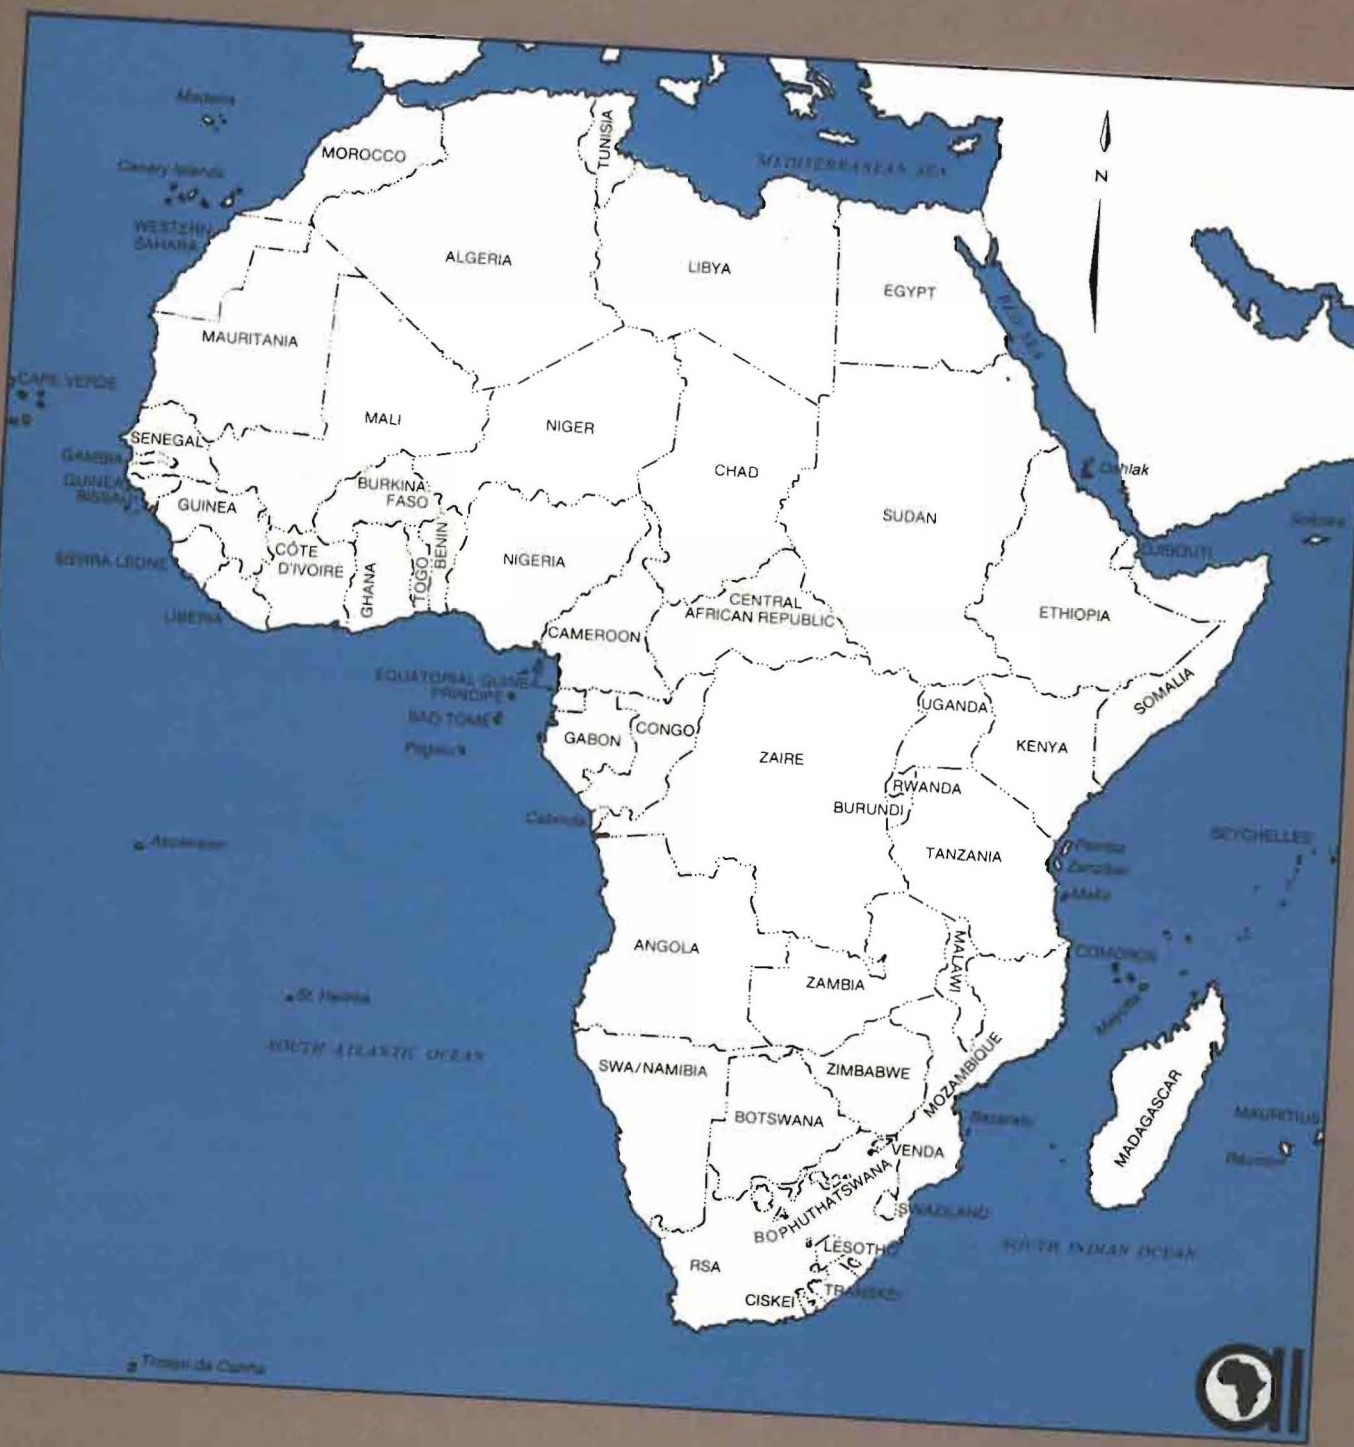 Madeira
MOROCCO
TUNISIA
MEDITERRANEAN SEA
N
Canary Islands
WESTERN
SAHARA
ALGERIA
LIBYA
EGYPT
RED SEA
MAURITANIA
CAPE VERDE
MALI
NIGER
CHAD
SENEGAL
GAMBIA
GUINEA
BISSAU
GUINEA
BURKINA
FASO
SUDAN
Dahlak
Sokotra
DJIBOUTI
SIERRA LEONE
CÔTE
D'IVOIRE
GHANA
TOGO
BENIN
NIGERIA
LIBERIA
CENTRAL
AFRICAN REPUBLIC
ETHIOPIA
CAMEROON
EQUATORIAL GUINEA
PRINCIPE
SAO TOME
Pagalu
GABON
CONGO
UGANDA
SOMALIA
KENYA
ZAIRE
RWANDA
BURUNDI
Cabinda
Ascension
TANZANIA
Pemba
Zanzibar
Mafia
SEYCHELLES
ANGOLA
ZAMBIA
MALAWI
COMOROS
Mayotte
St. Helena
SOUTH ATLANTIC OCEAN
SWA/NAMIBIA
ZIMBABWE
MOZAMBIQUE
MADAGASCAR
BOTSWANA
Bazaruto
MAURITIUS
Réunion
VENDA
BOPHUTHATSWANA
SWAZILAND
SOUTH INDIAN OCEAN
LESOTHO
RSA
CISKEI
TRANSKEI
Tristan da Cunha